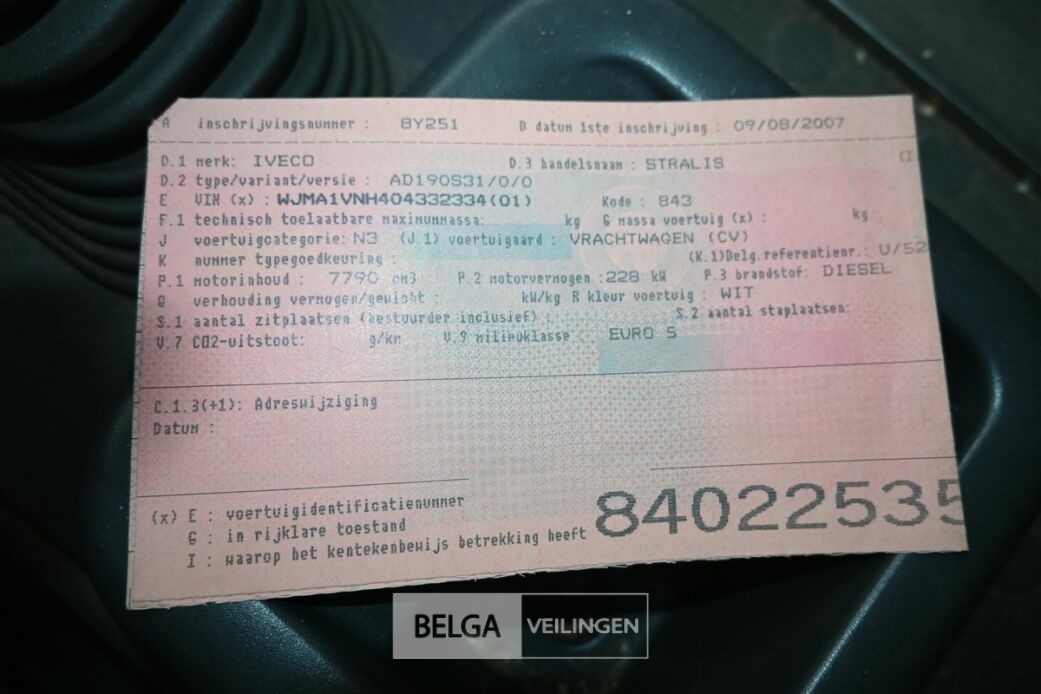 A inschrijvingsnummer : BY251 B datum 1ste inschrijving : 09/08/2007
D.1 merk: IVECO D.3 handelsnaam : STRALIS (I
D.2 type/variant/versie : AD190S31/0/0
E VIN (x) : WJMA1VNH404332334(01) Kode : 843
F.1 technisch toelaatbare maximummassa: kg G massa voertuig (x) : kg
J voertuigcategorie: N3 (J.1) voertuigaard : VRACHTWAGEN (CV)
K nummer typegoedkeuring : (K.1)Belg.referentienr.: U/52
P.1 motorinhoud : 7790 cm3 P.2 motorvermogen :228 kW P.3 brandstof: DIESEL
Q verhouding vermogen/gewicht : kW/kg R kleur voertuig : WIT
S.1 aantal zitplaatsen (bestuurder inclusief) : S.2 aantal staplaatsen:
V.7 CO2-uitstoot: g/km V.9 milieuklasse EURO 5
C.1.3(+1): Adreswijziging
Datum :
(x) E : voertuigidentificatienummer
G : in rijklare toestand
I : waarop het kentekenbewijs betrekking heeft
84022535
BELGA VEILINGEN